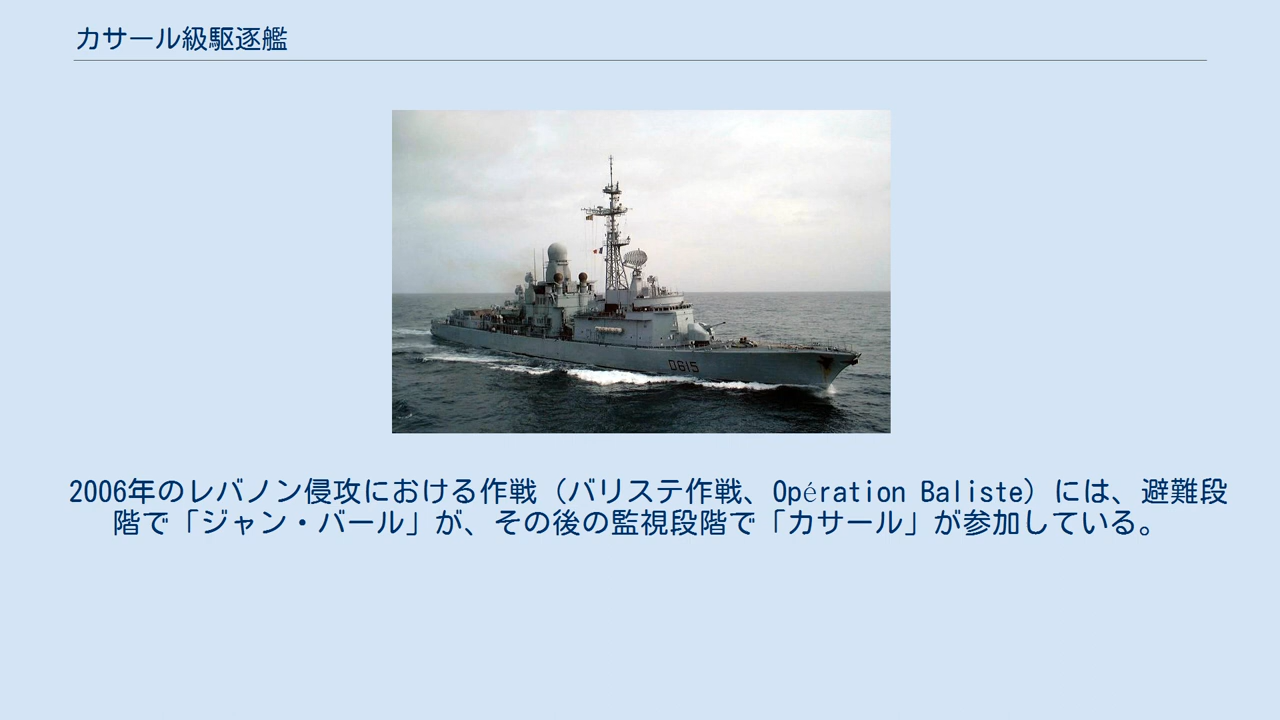 カサール級駆逐艦
D615
2006年のレバノン侵攻における作戦（バリステ作戦、Opération Baliste）には、避難段
階で「ジャン・バール」が、その後の監視段階で「カサール」が参加している。